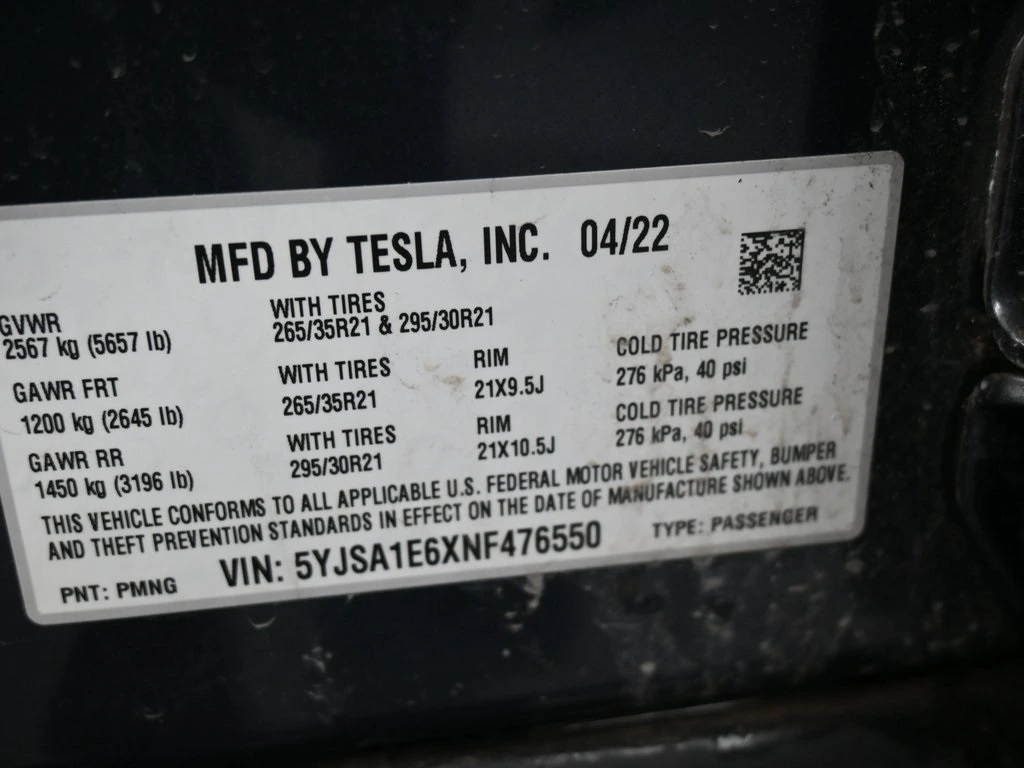 MFD BY TESLA, INC. 04/22
GVWR
2567 kg (5657 lb)
WITH TIRES
265/35R21 & 295/30R21
GAWR FRT
1200 kg (2645 lb)
WITH TIRES
265/35R21
RIM
21X9.5J
COLD TIRE PRESSURE
276 kPa, 40 psi
GAWR RR
1450 kg (3196 lb)
WITH TIRES
295/30R21
RIM
21X10.5J
COLD TIRE PRESSURE
276 kPa, 40 psi
THIS VEHICLE CONFORMS TO ALL APPLICABLE U.S. FEDERAL MOTOR VEHICLE SAFETY, BUMPER
AND THEFT PREVENTION STANDARDS IN EFFECT ON THE DATE OF MANUFACTURE SHOWN ABOVE.
PNT: PMNG
VIN: 5YJSA1E6XNF476550
TYPE: PASSENGER